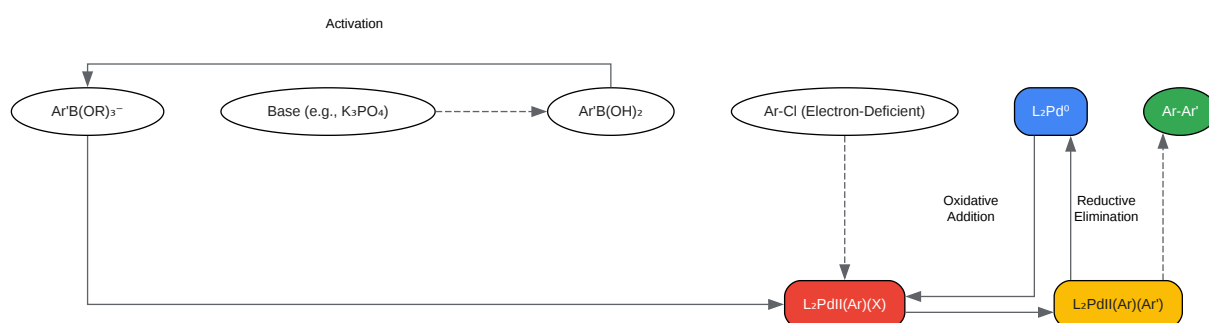 Activation
Ar'B(OR)₃⁻
Base (e.g., K₃PO₄)
Ar'B(OH)₂
Ar-Cl (Electron-Deficient)
L₂Pd⁰
Ar-Ar'
Oxidative
Addition
Reductive
Elimination
L₂PdII(Ar)(X)
L₂PdII(Ar)(Ar')